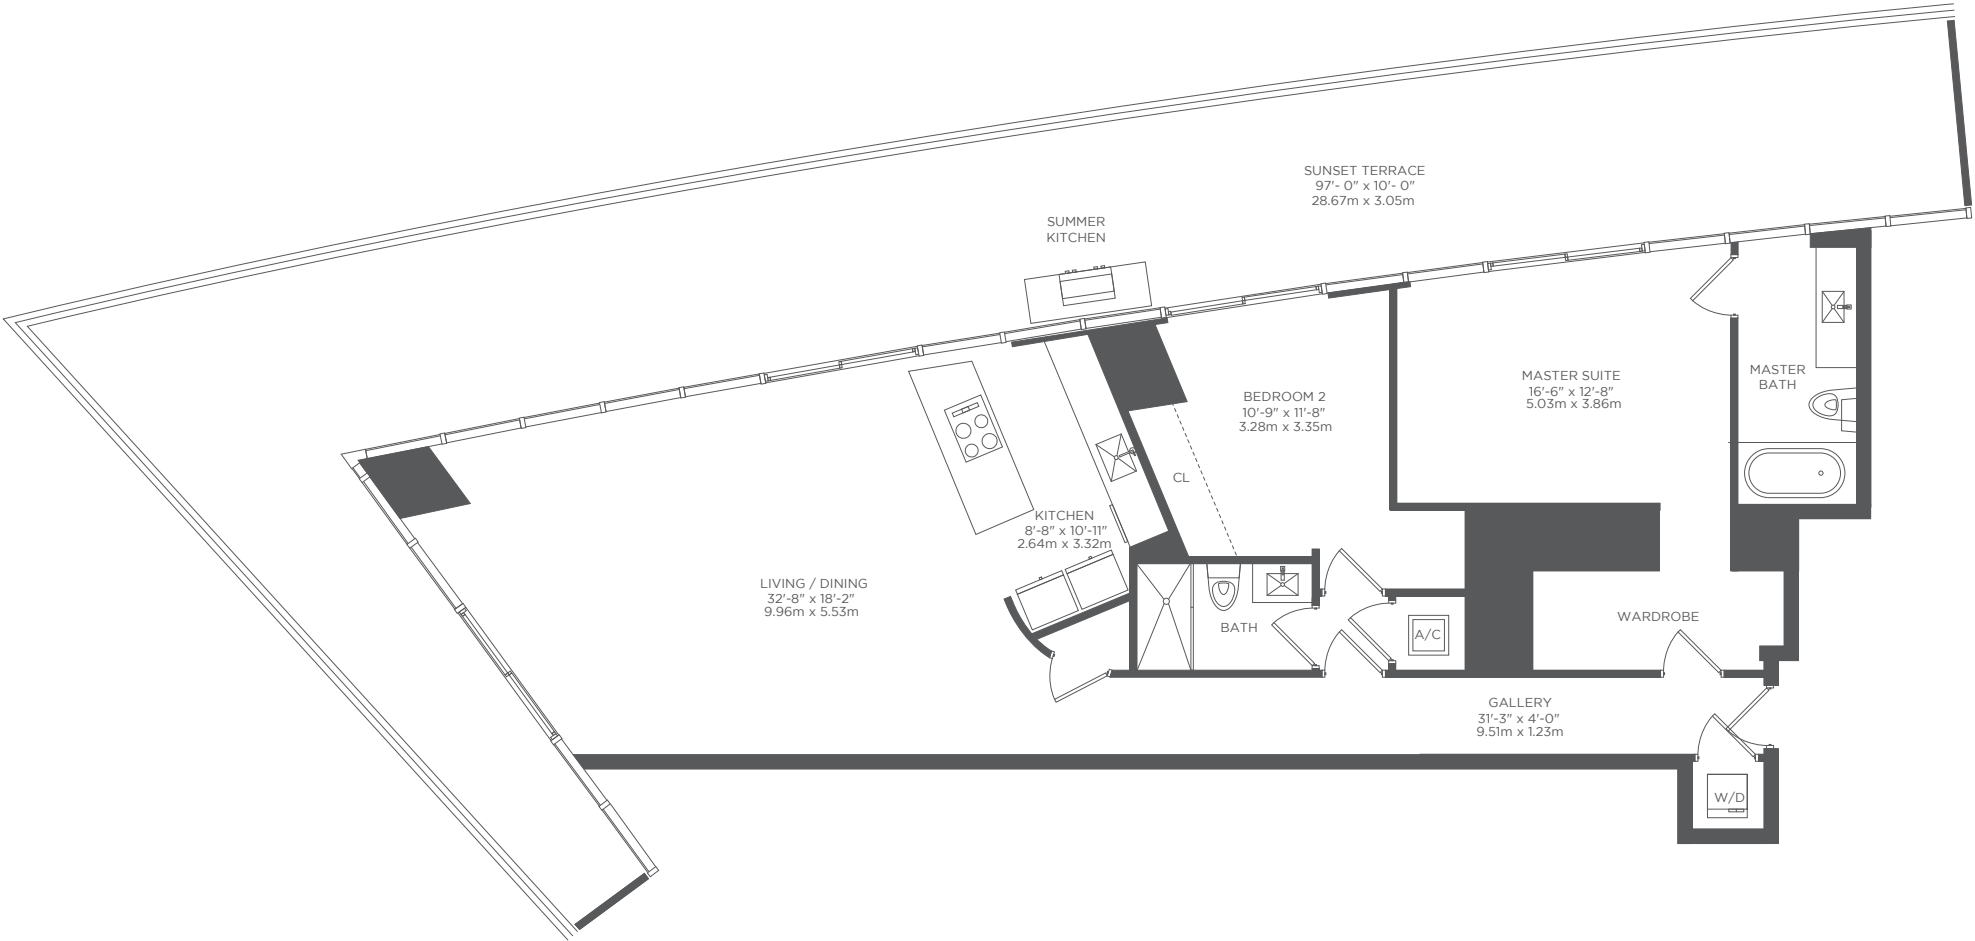 SUNSET TERRACE
97'- 0" x 10'- 0"
28.67m x 3.05m
SUMMER
KITCHEN
MASTER SUITE
16'-6" x 12'-8"
5.03m x 3.86m
MASTER
BATH
BEDROOM 2
10'-9" x 11'-8"
3.28m x 3.35m
CL
KITCHEN
8'-8" x 10'-11"
2.64m x 3.32m
LIVING / DINING
32'-8" x 18'-2"
9.96m x 5.53m
BATH
A/C
WARDROBE
GALLERY
31'-3" x 4'-0"
9.51m x 1.23m
W/D